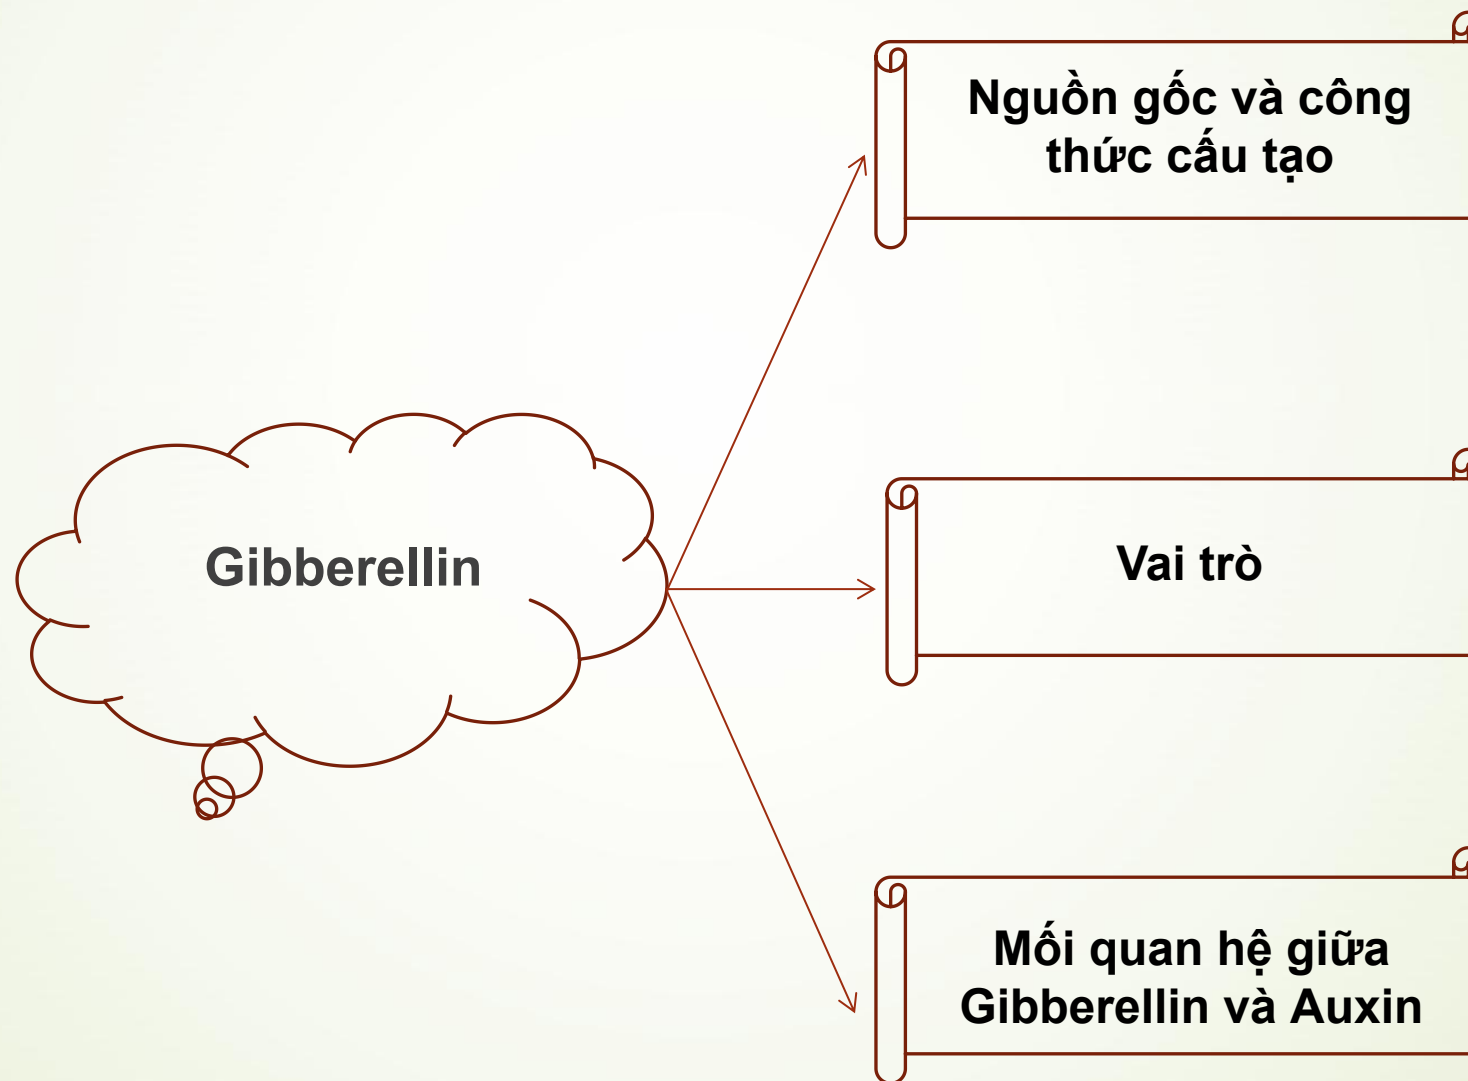 Nguồn gốc và công
thức cấu tạo
Gibberellin
Vai trò
Mối quan hệ giữa
Gibberellin và Auxin